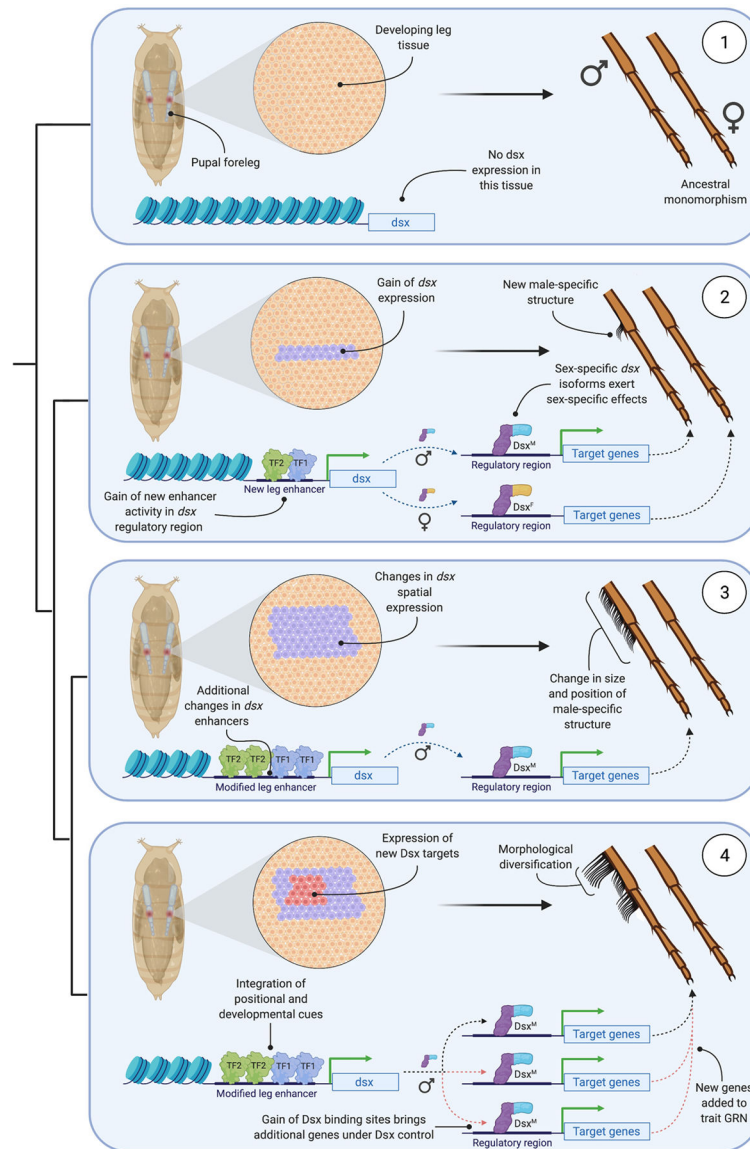 1
Developing leg
tissue
Pupal foreleg
No dsx
expression in
this tissue
dsx
♂
♀
Ancestral
monomorphism
2
Gain of dsx
expression
New male-specific
structure
Sex-specific dsx
isoforms exert
sex-specific effects
TF2 TF1
New leg enhancer
dsx
Gain of new enhancer
activity in dsx
regulatory region
♂
Dsxᴹ
Regulatory region
Target genes
♀
Dsxᶠ
Regulatory region
Target genes
3
Changes in dsx
spatial
expression
Additional
changes in dsx
enhancers
Change in size
and position of
male-specific
structure
TF2 TF2 TF1 TF1
Modified leg enhancer
dsx
♂
Dsxᴹ
Regulatory region
Target genes
4
Expression of
new Dsx targets
Morphological
diversification
Integration of
positional and
developmental cues
TF2 TF2 TF1 TF1
Modified leg enhancer
dsx
♂
Dsxᴹ
Target genes
Dsxᴹ
Target genes
Dsxᴹ
Regulatory region
Target genes
Gain of Dsx binding sites brings
additional genes under Dsx control
New genes
added to
trait GRN